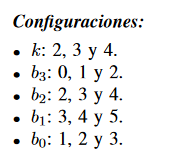 Configuraciones:
• k: 2, 3 y 4.
• b₃: 0, 1 y 2.
• b₂: 2, 3 y 4.
• b₁: 3, 4 y 5.
• b₀: 1, 2 y 3.